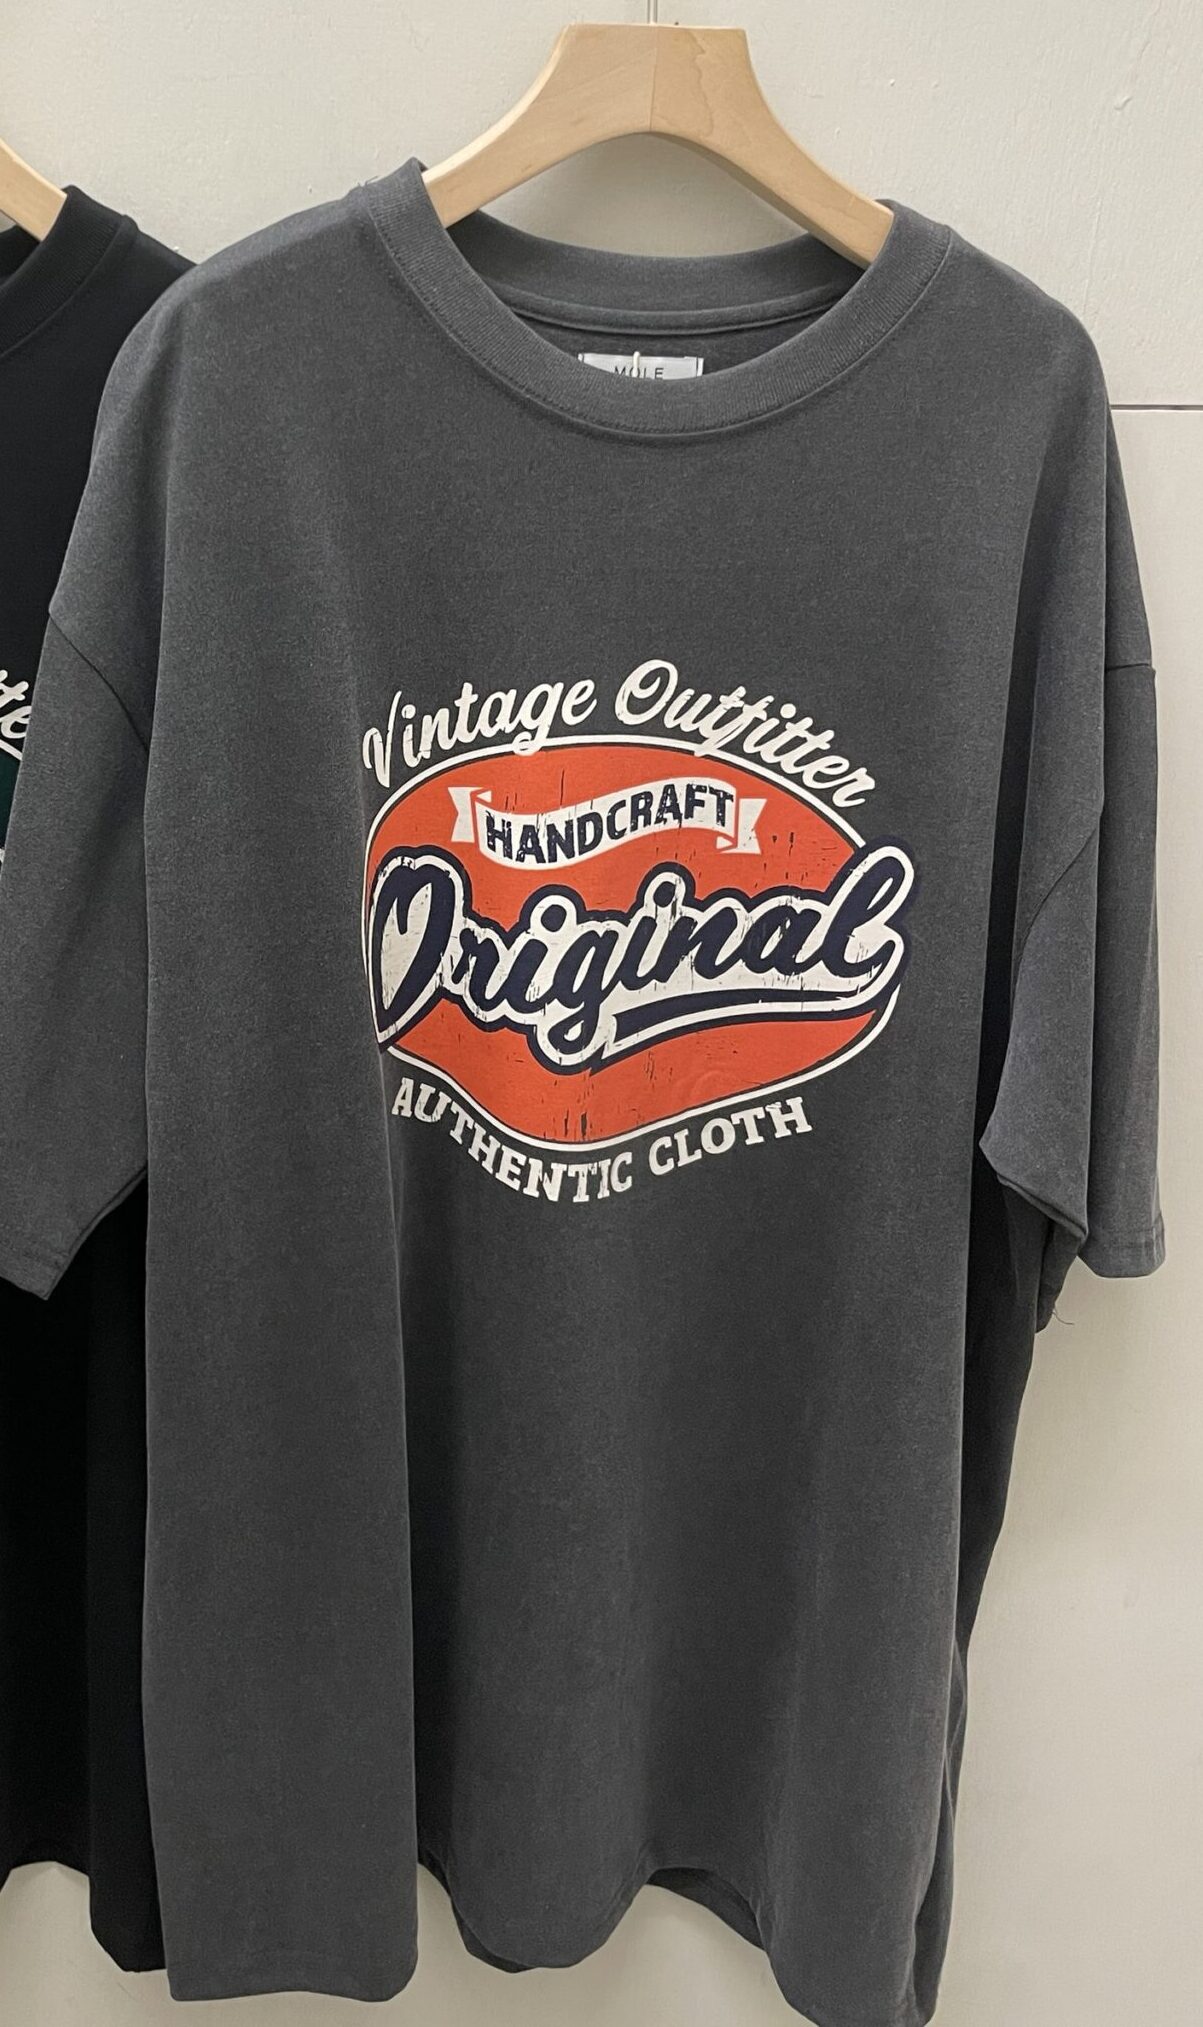 MOLE
Vintage Outfitter
HANDCRAFT
Original
AUTHENTIC CLOTH